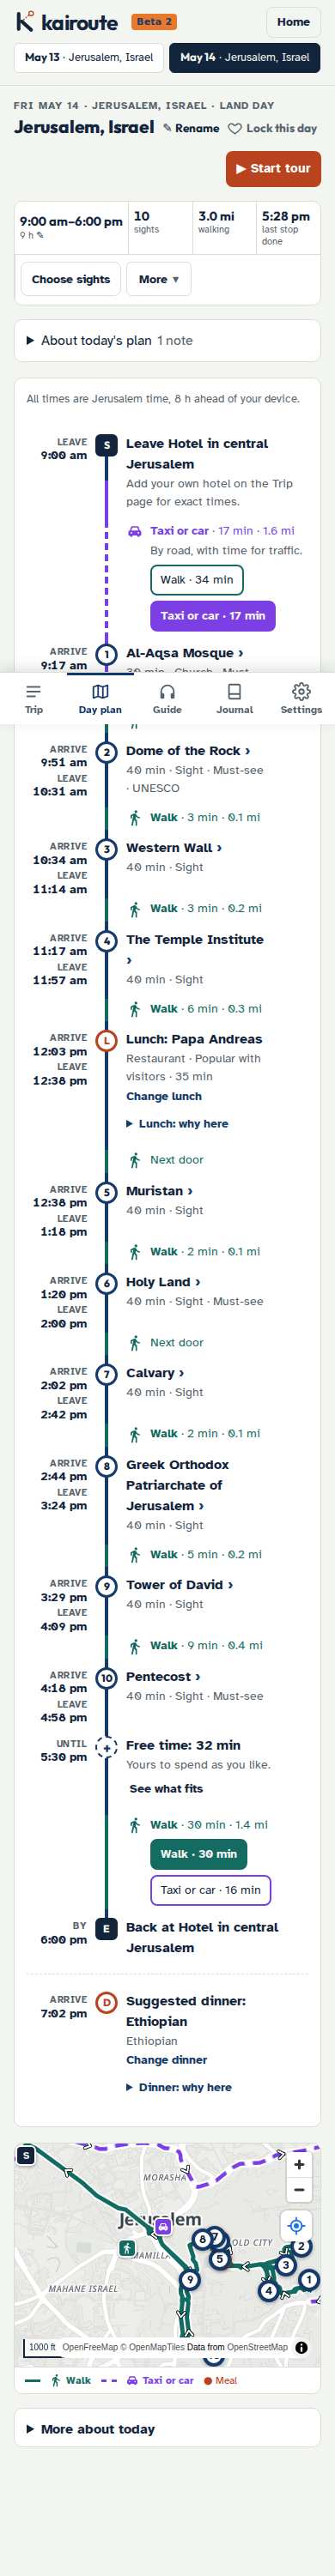 kairoute Beta 2 Home
May 13 · Jerusalem, Israel May 14 · Jerusalem, Israel
FRI MAY 14 · JERUSALEM, ISRAEL · LAND DAY
Jerusalem, Israel ✎ Rename Lock this day
▶ Start tour
9:00 am–6:00 pm
9 h ✎
10
sights
3.0 mi
walking
5:28 pm
last stop
done
Choose sights More ▾
▶ About today's plan 1 note
All times are Jerusalem time, 8 h ahead of your device.
LEAVE
9:00 am
S
Leave Hotel in central
Jerusalem
Add your own hotel on the Trip
page for exact times.
Taxi or car · 17 min · 1.6 mi
By road, with time for traffic.
Walk · 34 min
Taxi or car · 17 min
ARRIVE
9:17 am
1
Al-Aqsa Mosque ›
Trip Day plan Guide Journal Settings
ARRIVE
9:51 am
LEAVE
10:31 am
2
Dome of the Rock ›
40 min · Sight · Must-see
· UNESCO
Walk · 3 min · 0.1 mi
ARRIVE
10:34 am
LEAVE
11:14 am
3
Western Wall ›
40 min · Sight
Walk · 3 min · 0.2 mi
ARRIVE
11:17 am
LEAVE
11:57 am
4
The Temple Institute
›
40 min · Sight
Walk · 6 min · 0.3 mi
ARRIVE
12:03 pm
LEAVE
12:38 pm
L
Lunch: Papa Andreas
Restaurant · Popular with
visitors · 35 min
Change lunch
▶ Lunch: why here
Next door
ARRIVE
12:38 pm
LEAVE
1:18 pm
5
Muristan ›
40 min · Sight
Walk · 2 min · 0.1 mi
ARRIVE
1:20 pm
LEAVE
2:00 pm
6
Holy Land ›
40 min · Sight · Must-see
Next door
ARRIVE
2:02 pm
LEAVE
2:42 pm
7
Calvary ›
40 min · Sight
Walk · 2 min · 0.1 mi
ARRIVE
2:44 pm
LEAVE
3:24 pm
8
Greek Orthodox
Patriarchate of
Jerusalem ›
40 min · Sight
Walk · 5 min · 0.2 mi
ARRIVE
3:29 pm
LEAVE
4:09 pm
9
Tower of David ›
40 min · Sight
Walk · 9 min · 0.4 mi
ARRIVE
4:18 pm
LEAVE
4:58 pm
10
Pentecost ›
40 min · Sight · Must-see
UNTIL
5:30 pm
+
Free time: 32 min
Yours to spend as you like.
See what fits
Walk · 30 min · 1.4 mi
Walk · 30 min
Taxi or car · 16 min
BY
6:00 pm
E
Back at Hotel in central
Jerusalem
ARRIVE
7:02 pm
D
Suggested dinner:
Ethiopian
Ethiopian
Change dinner
▶ Dinner: why here
S
MORASHA
+
−
8 7 OLD CITY 2
5 3
MAHANE ISRAEL 9 4 1
1000 ft OpenFreeMap © OpenMapTiles Data from OpenStreetMap
Walk Taxi or car Meal
▶ More about today